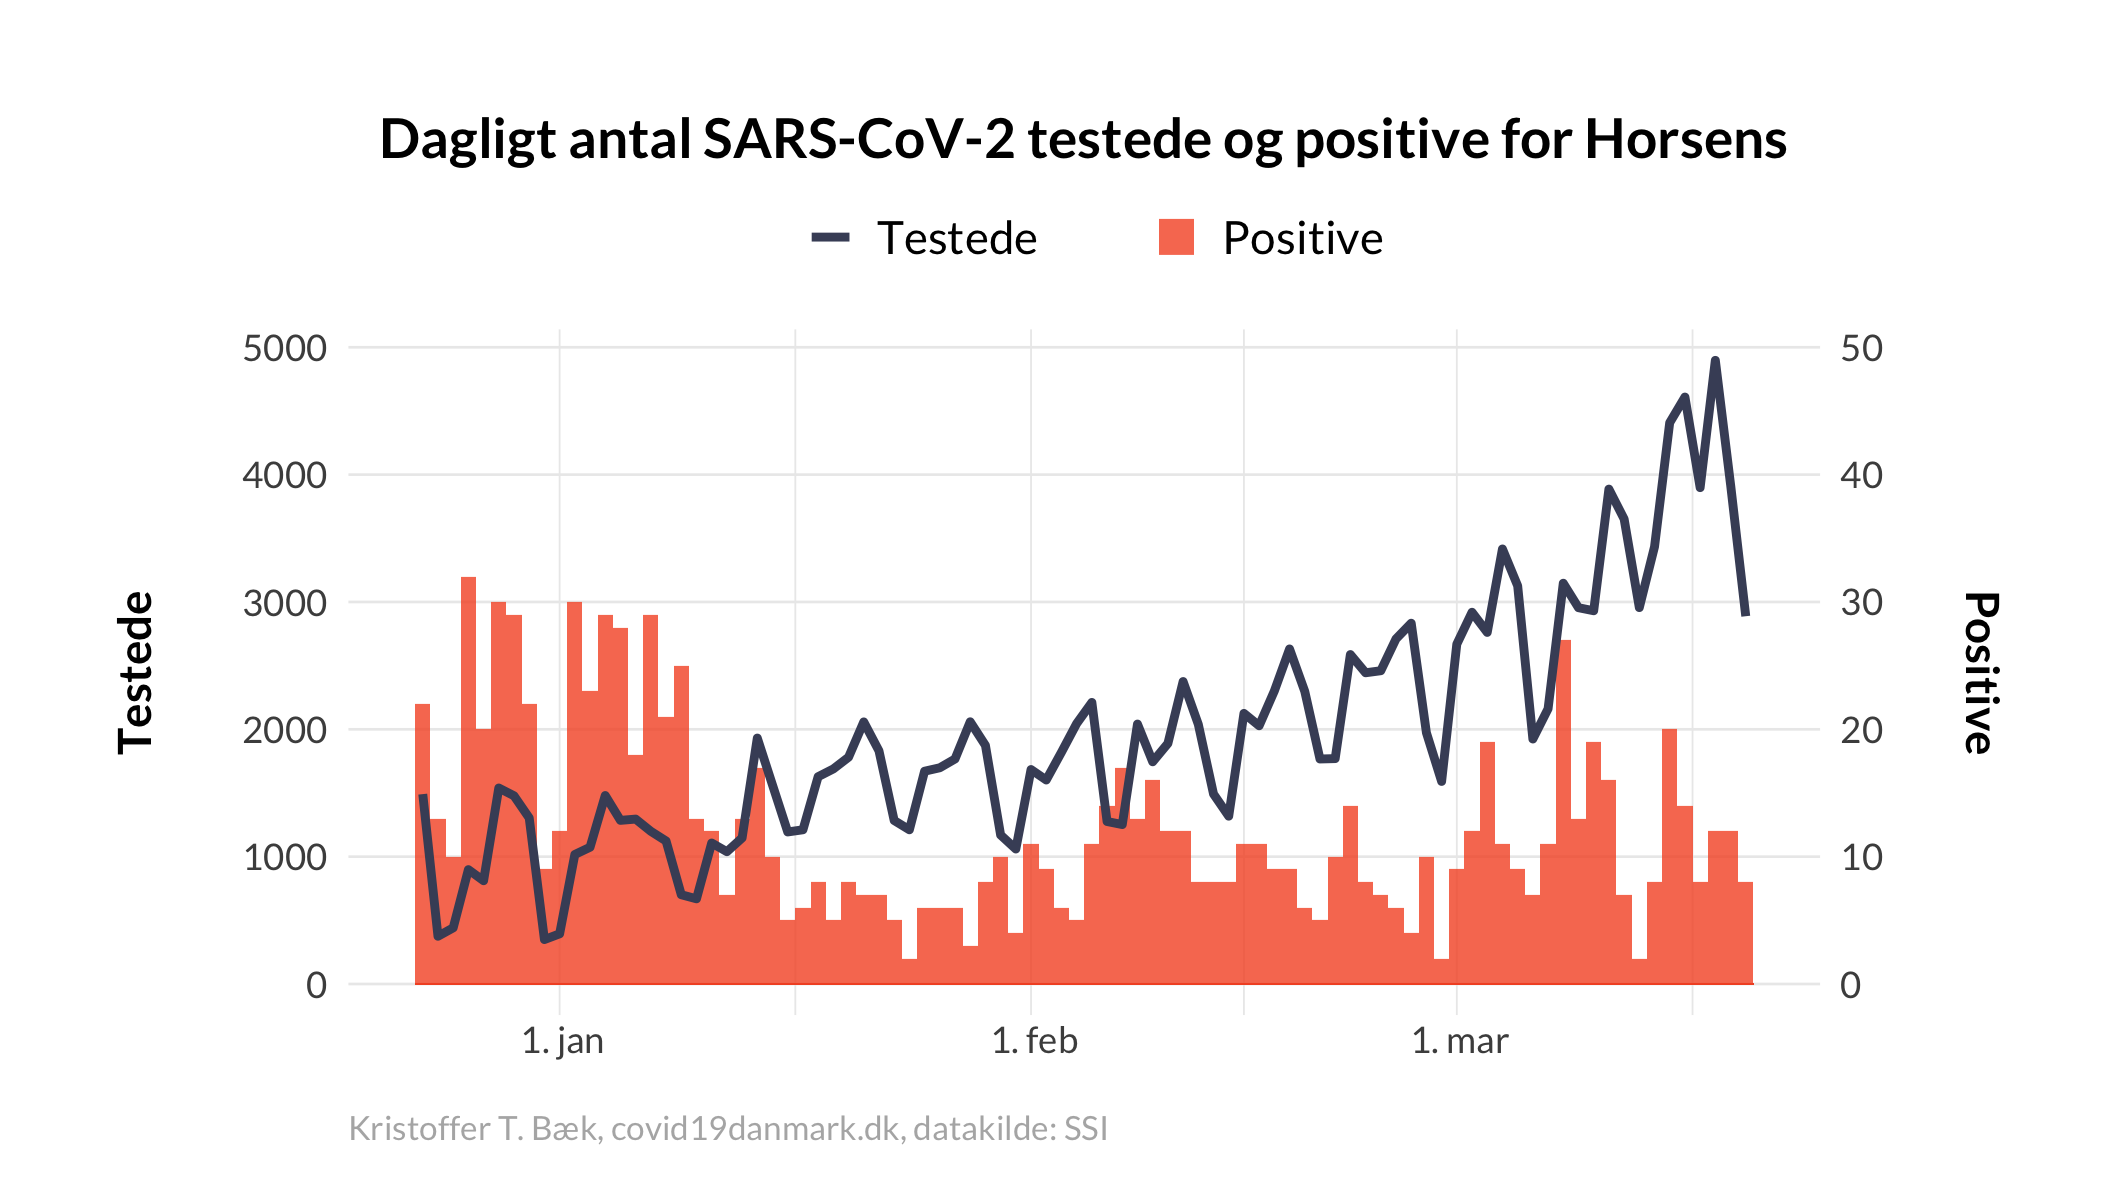 Dagligt antal SARS-CoV-2 testede og positive for Horsens
Testede
Positive
5000
4000
3000
2000
1000
0
Testede
50
40
30
20
10
0
Positive
1. jan
1. feb
1. mar
Kristoffer T. Bæk, covid19danmark.dk, datakilde: SSI